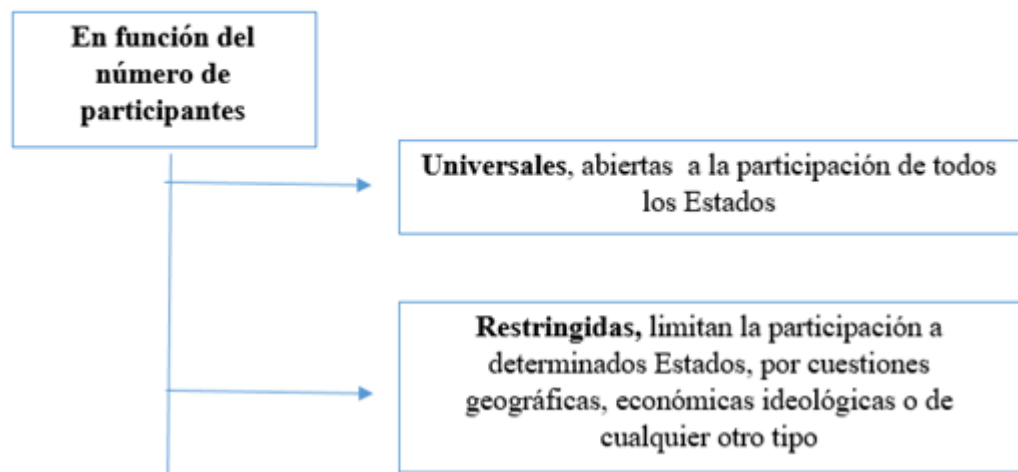 En función del
número de
participantes
Universales, abiertas a la participación de todos
los Estados
Restringidas, limitan la participación a
determinados Estados, por cuestiones
geográficas, económicas ideológicas o de
cualquier otro tipo